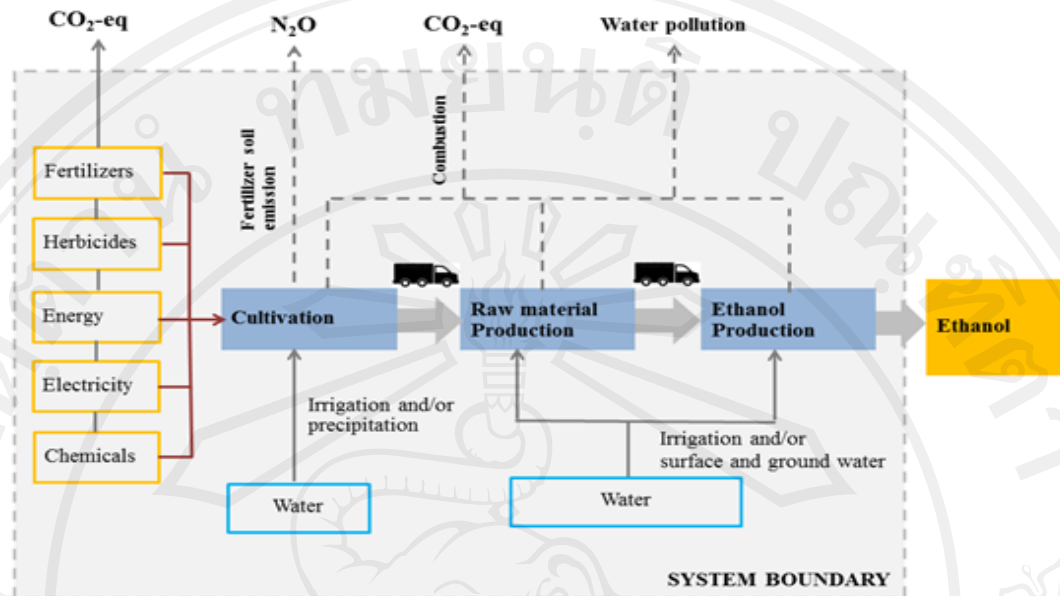 CO₂-eq
N₂O
CO₂-eq
Water pollution
Fertilizer soil
emission
Combustion
Fertilizers
Herbicides
Energy
Electricity
Chemicals
Cultivation
Raw material
Production
Ethanol
Production
Ethanol
Irrigation and/or
precipitation
Irrigation and/or
surface and ground water
Water
Water
SYSTEM BOUNDARY